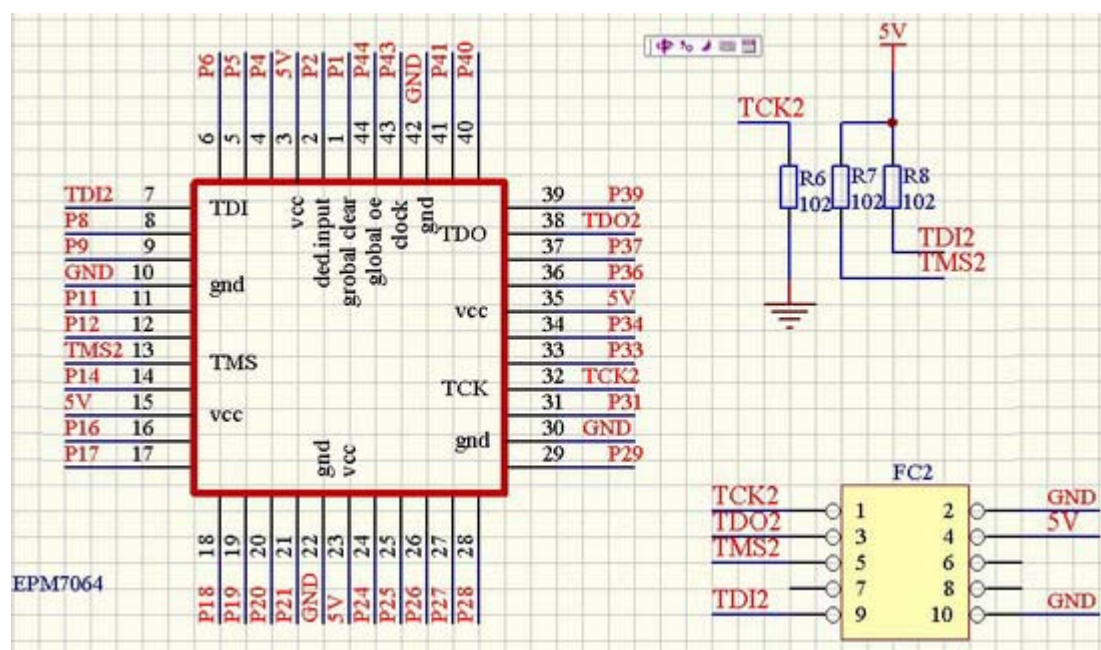 P6 P5 P4 5V P2 P1 P44 P43 GND P41 P40
6 5 4 3 2 1 44 43 42 41 40
TDI2 7
P8 8
P9 9
GND 10
P11 11
P12 12
TMS2 13
P14 14
5V 15
P16 16
P17 17
TDI
gnd
TMS
vcc
vcc
ded.input
grobal clear
global oe
clock
gnd
TDO
vcc
TCK
gnd
gnd
vcc
39 P39
38 TDO2
37 P37
36 P36
35 5V
34 P34
33 P33
32 TCK2
31 P31
30 GND
29 P29
18 19 20 21 22 23 24 25 26 27 28
P18 P19 P20 P21 GND 5V P24 P25 P26 P27 P28
EPM7064
中
5V
TCK2
R6 R7 R8
102 102 102
TDI2
TMS2
FC2
TCK2 1 2 GND
TDO2 3 4 5V
TMS2 5 6
7 8
TDI2 9 10 GND